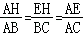 AH/AB = EH/BC = AE/AC